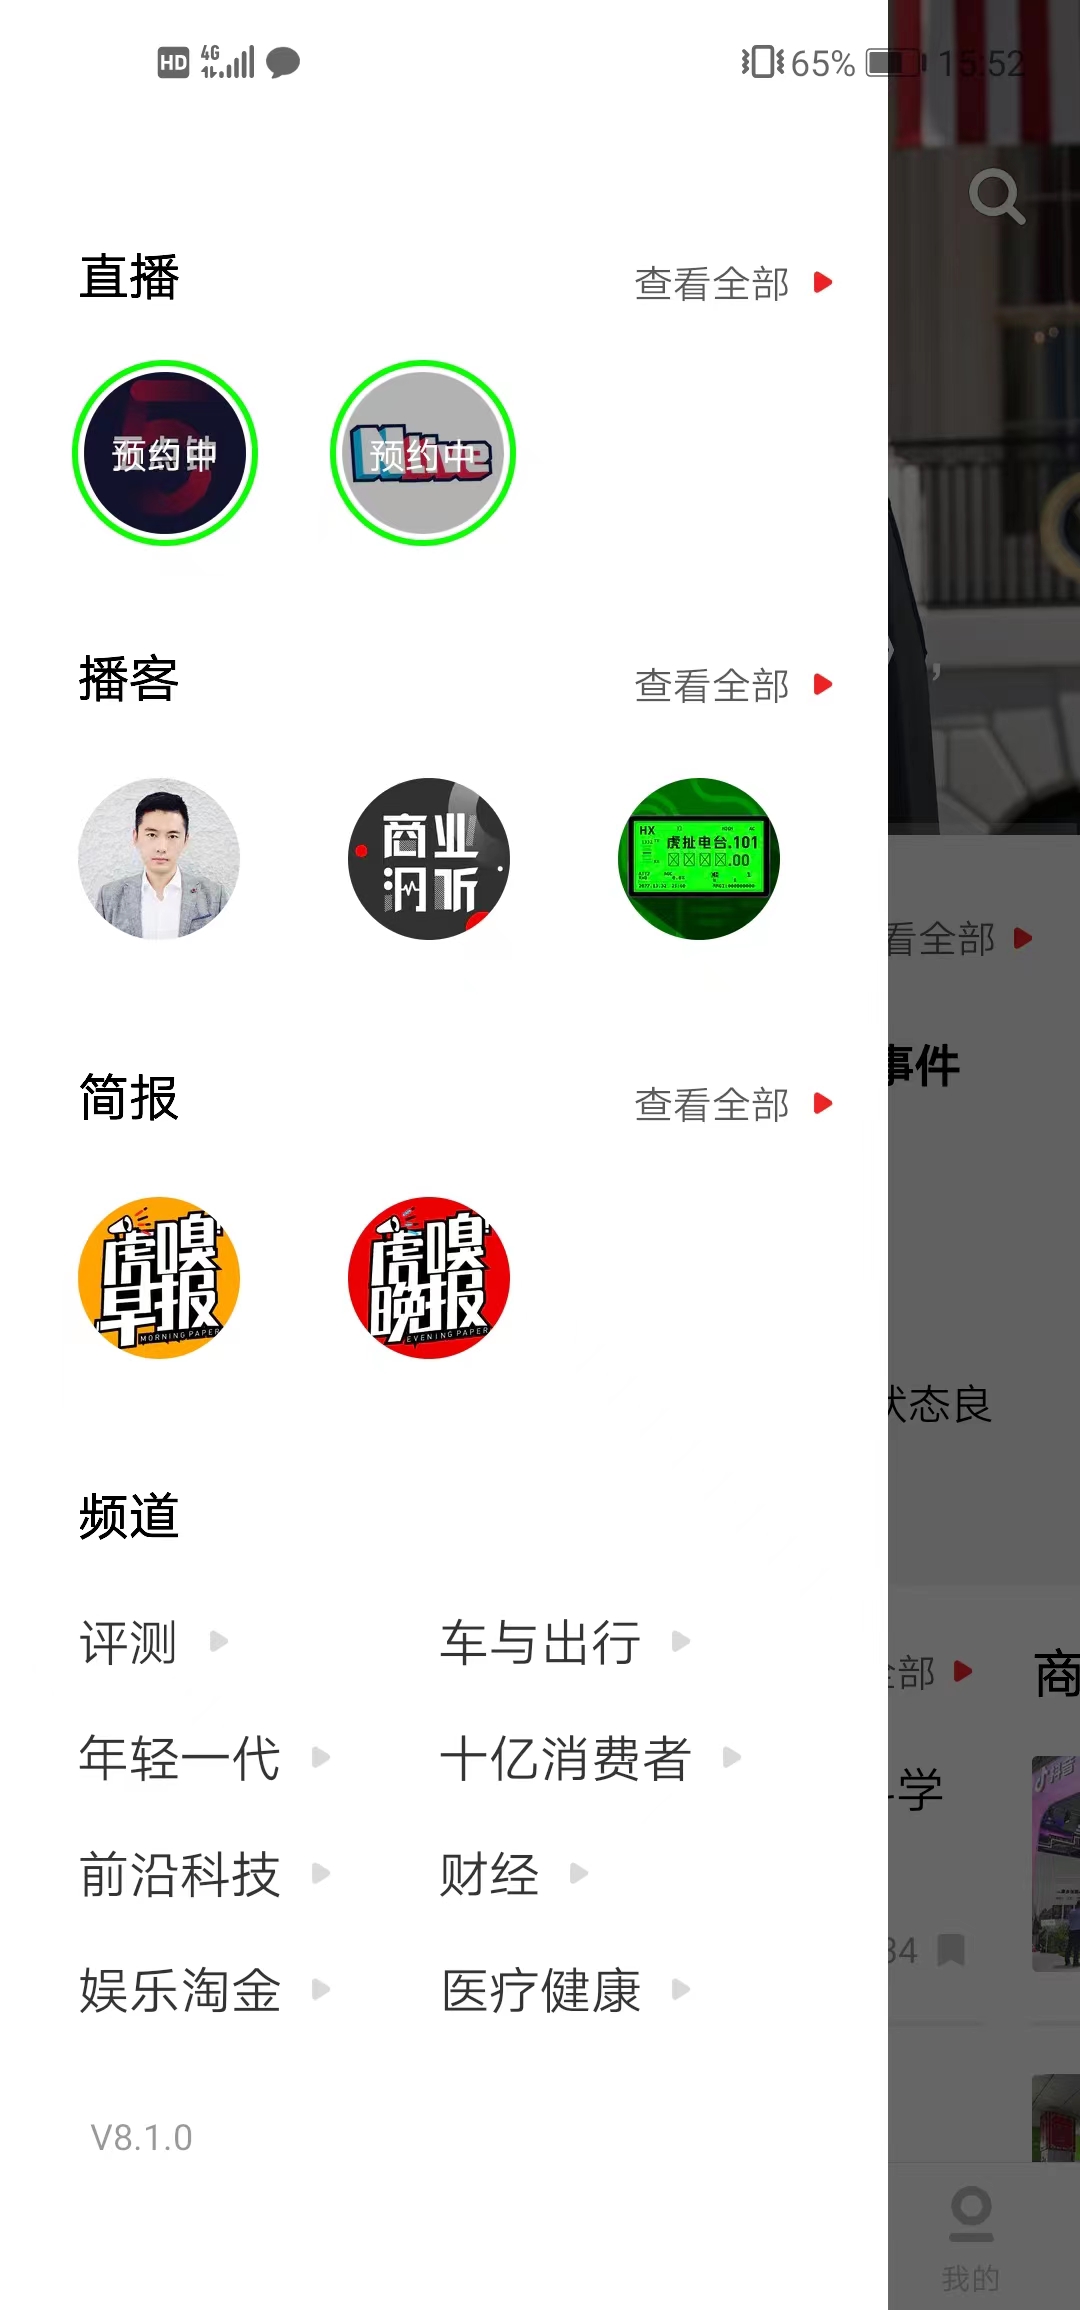 HD 4G 65% 15:52
直播 查看全部
预约中 预约中
播客 查看全部
商业
洞听
HX
虎扯电台.101
.00
看全部
事件
简报 查看全部
虎嗅
早报
MORNING PAPER
虎嗅
晚报
EVENING PAPER
状态良
频道
评测 车与出行
全部 商
年轻一代 十亿消费者
学
抖音
前沿科技 财经
34
娱乐淘金 医疗健康
V8.1.0
我的